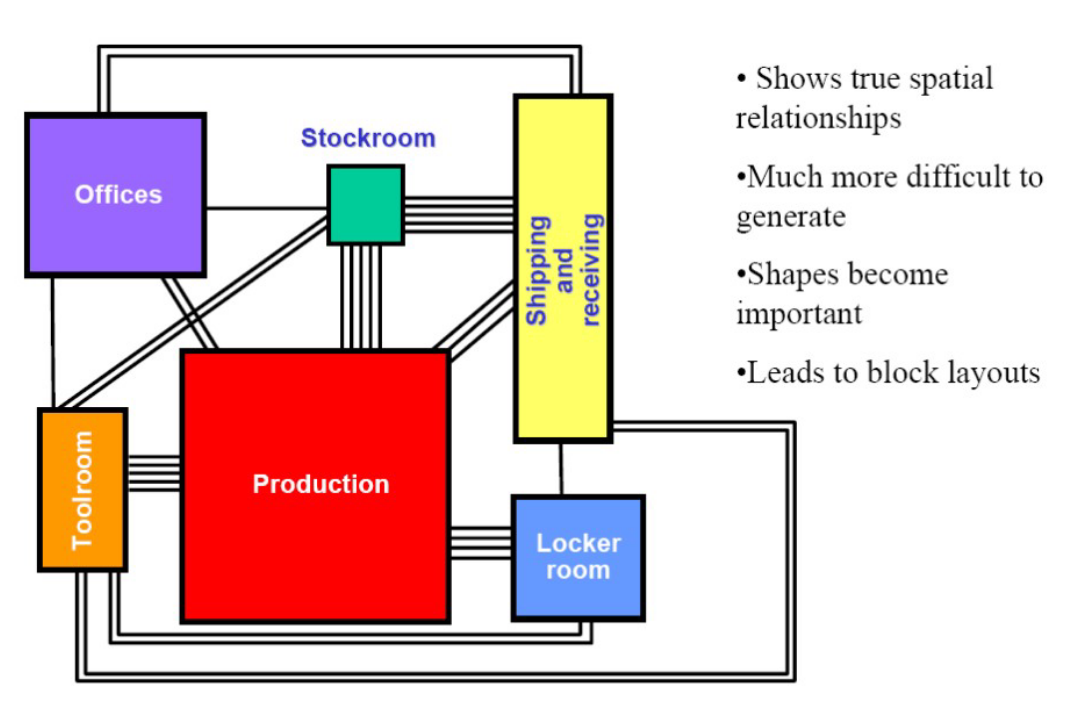 Stockroom
Offices
Shipping
and
receiving
Toolroom
Production
Locker
room
• Shows true spatial
relationships
•Much more difficult to
generate
•Shapes become
important
•Leads to block layouts